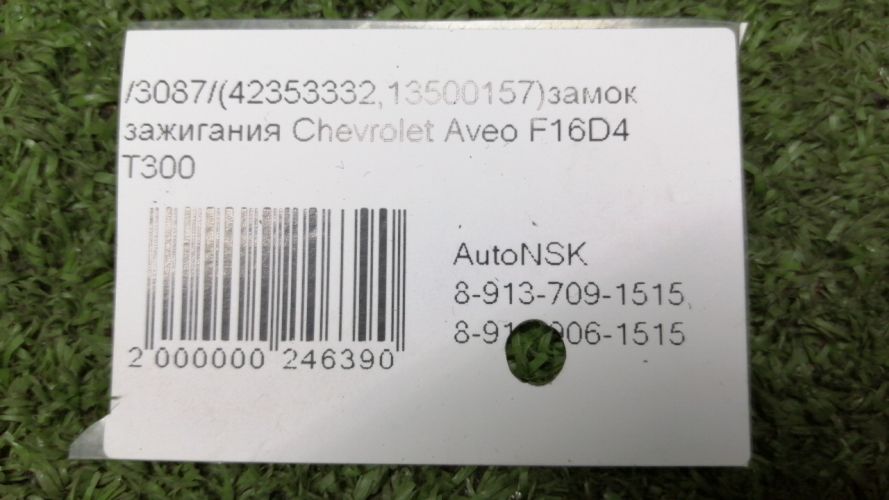 /3087/(42353332,13500157)замок
зажигания Chevrolet Aveo F16D4
T300
AutoNSK
8-913-709-1515
2 000000 246390